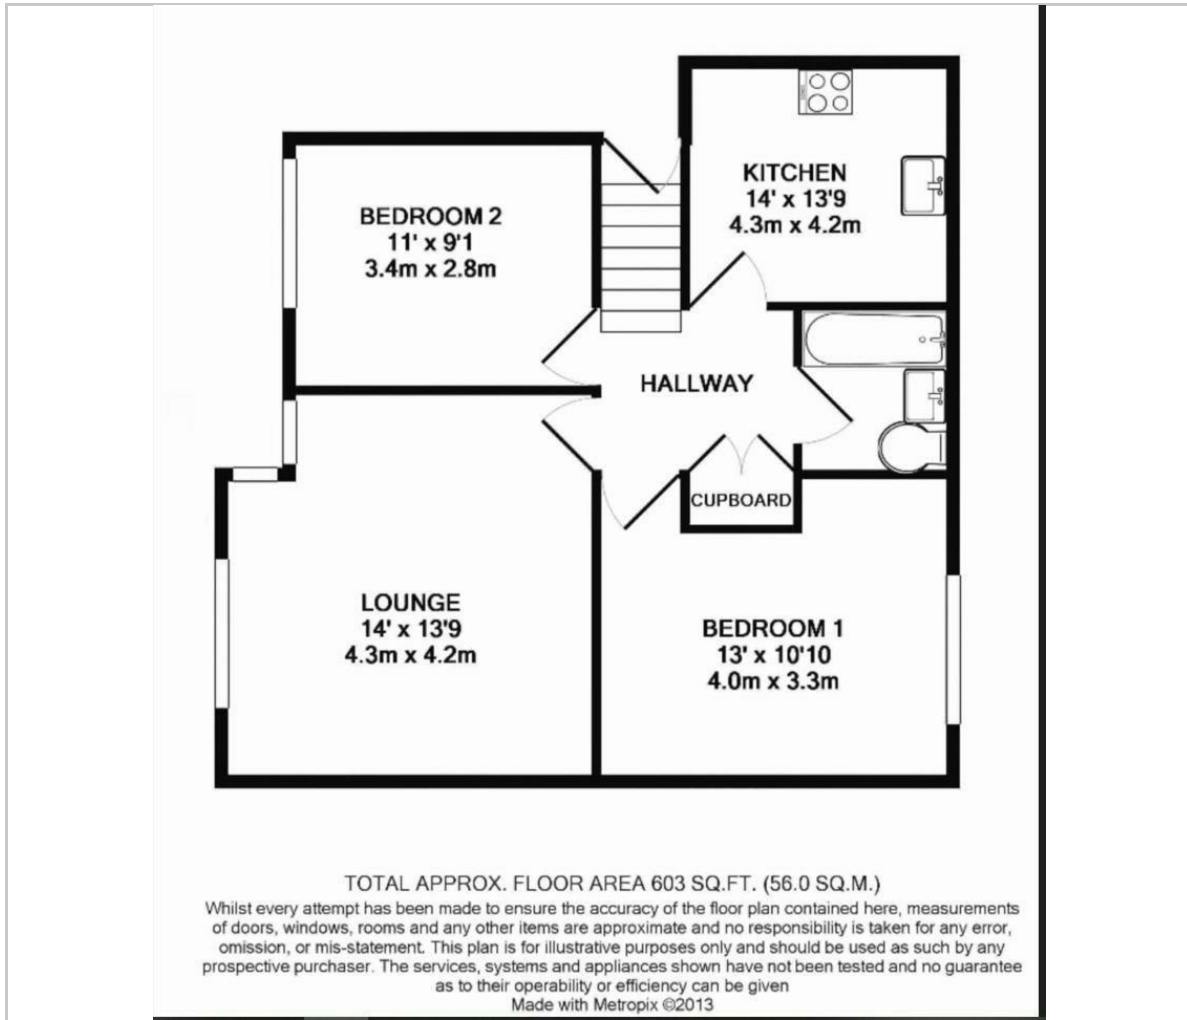 KITCHEN
14' x 13'9
4.3m x 4.2m
BEDROOM 2
11' x 9'1
3.4m x 2.8m
HALLWAY
CUPBOARD
LOUNGE
14' x 13'9
4.3m x 4.2m
BEDROOM 1
13' x 10'10
4.0m x 3.3m
TOTAL APPROX. FLOOR AREA 603 SQ.FT. (56.0 SQ.M.)
Whilst every attempt has been made to ensure the accuracy of the floor plan contained here, measurements
of doors, windows, rooms and any other items are approximate and no responsibility is taken for any error,
omission, or mis-statement. This plan is for illustrative purposes only and should be used as such by any
prospective purchaser. The services, systems and appliances shown have not been tested and no guarantee
as to their operability or efficiency can be given
Made with Metropix ©2013